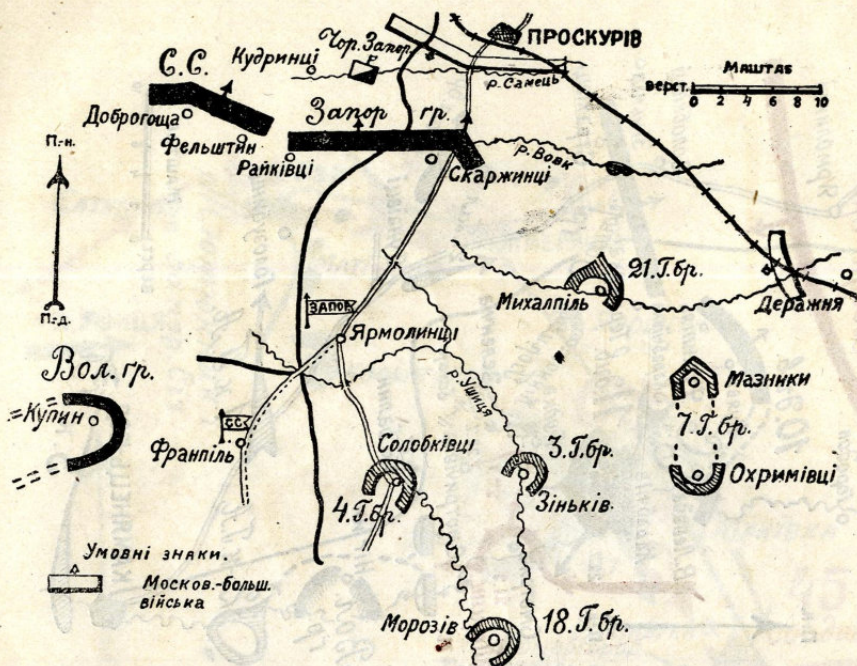 ПРОСКУРІВ
Чор. Запор.
Кудринці
С.С.
р. Самець
МАШТАБ
верст.
0 2 4 6 8 10
Доброгоща
Запор гр.
Фельштин
Райківці
Скаржинці
р. Вовк
П.-н.
П.-д.
21.Г.бр.
Михалпіль
Деражня
ЗАПОР
Ярмолинці
Вол. гр.
Купин
р. Ушиця
Мазники
7.Г.бр.
Охримівці
СС
Франпіль
Солобківці
4.Г.бр.
3.Г.бр.
Зіньків.
Умовні знаки.
Москов.-больш.
війська
Морозів
18.Г.бр.